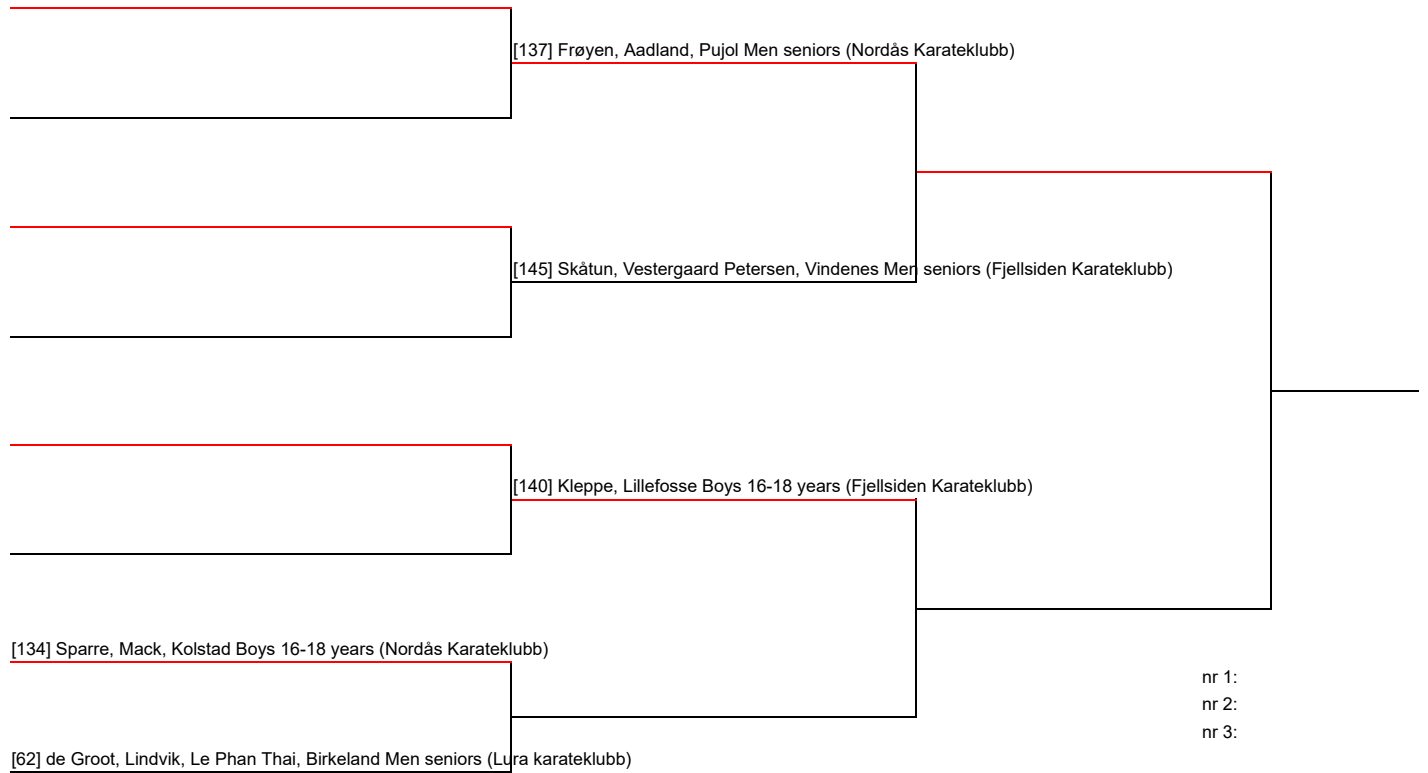 [137] Frøyen, Aadland, Pujol Men seniors (Nordås Karateklubb)
[145] Skåtun, Vestergaard Petersen, Vindenes Men seniors (Fjellsiden Karateklubb)
[140] Kleppe, Lillefosse Boys 16-18 years (Fjellsiden Karateklubb)
[134] Sparre, Mack, Kolstad Boys 16-18 years (Nordås Karateklubb)
[62] de Groot, Lindvik, Le Phan Thai, Birkeland Men seniors (Lura karateklubb)
nr 1:
nr 2:
nr 3: